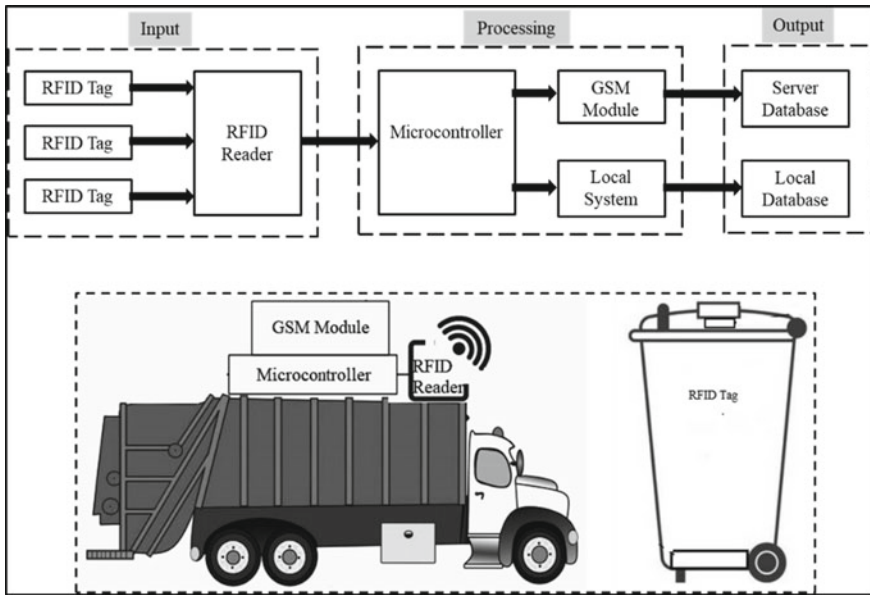 Input
Processing
Output
RFID Tag
RFID Tag
RFID Tag
RFID
Reader
Microcontroller
GSM
Module
Local
System
Server
Database
Local
Database
GSM Module
Microcontroller
RFID
Reader
RFID Tag